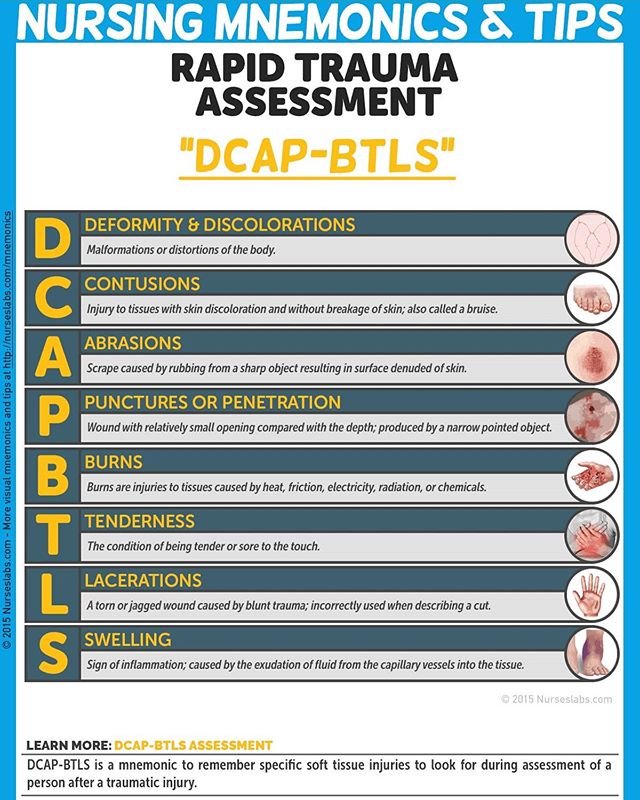 NURSING MNEMONICS & TIPS
RAPID TRAUMA
ASSESSMENT
"DCAP-BTLS"
D
DEFORMITY & DISCOLORATIONS
Malformations or distortions of the body.
C
CONTUSIONS
Injury to tissues with skin discoloration and without breakage of skin; also called a bruise.
A
ABRASIONS
Scrape caused by rubbing from a sharp object resulting in surface denuded of skin.
P
PUNCTURES OR PENETRATION
Wound with relatively small opening compared with the depth; produced by a narrow pointed object.
B
BURNS
Burns are injuries to tissues caused by heat, friction, electricity, radiation, or chemicals.
T
TENDERNESS
The condition of being tender or sore to the touch.
L
LACERATIONS
A torn or jagged wound caused by blunt trauma; incorrectly used when describing a cut.
S
SWELLING
Sign of inflammation; caused by the exudation of fluid from the capillary vessels into the tissue.
© 2015 Nurseslabs.com - More visual mnemonics and tips at http://nurseslabs.com/mnemonics
© 2015 Nurseslabs.com
LEARN MORE: DCAP-BTLS ASSESSMENT
DCAP-BTLS is a mnemonic to remember specific soft tissue injuries to look for during assessment of a
person after a traumatic injury.